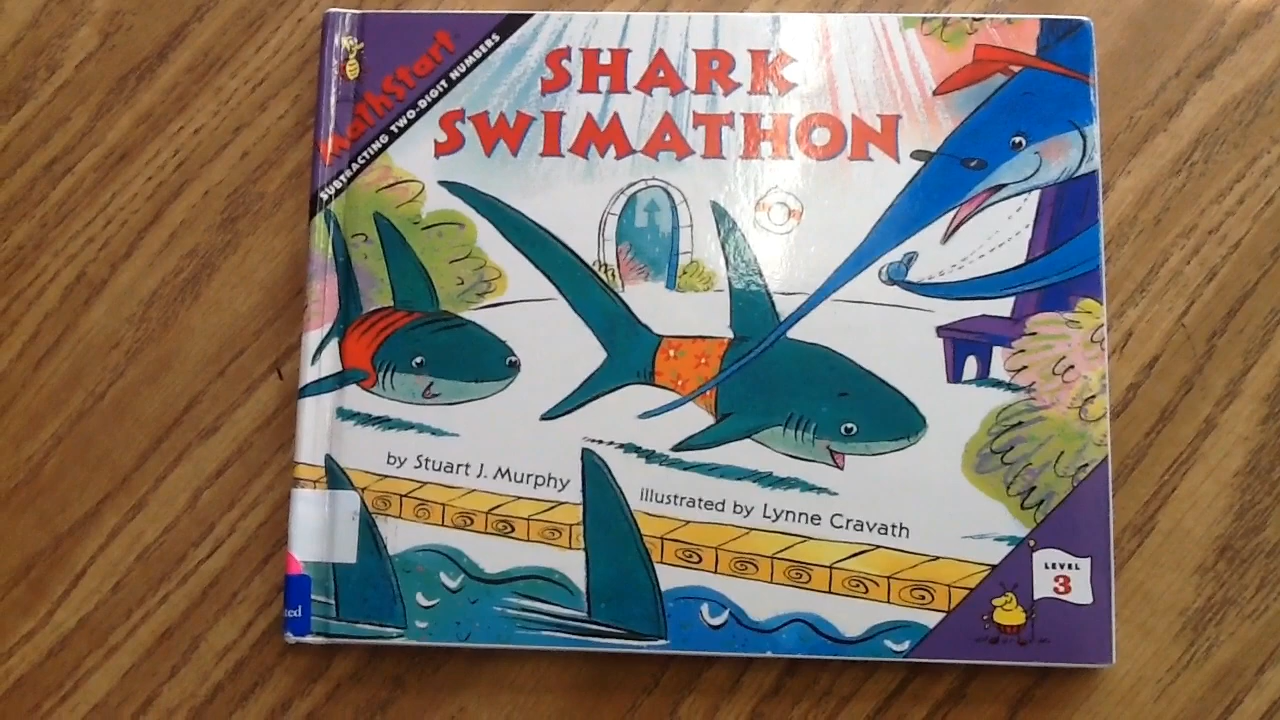 MathStart
SUBTRACTING TWO-DIGIT NUMBERS
SHARK
SWIMATHON
by Stuart J. Murphy
illustrated by Lynne Cravath
LEVEL
3